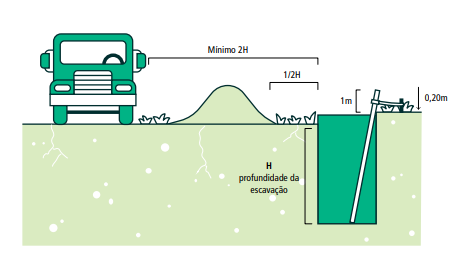 Mínimo 2H
1/2H
1m
0,20m
H
profundidade da
escavação